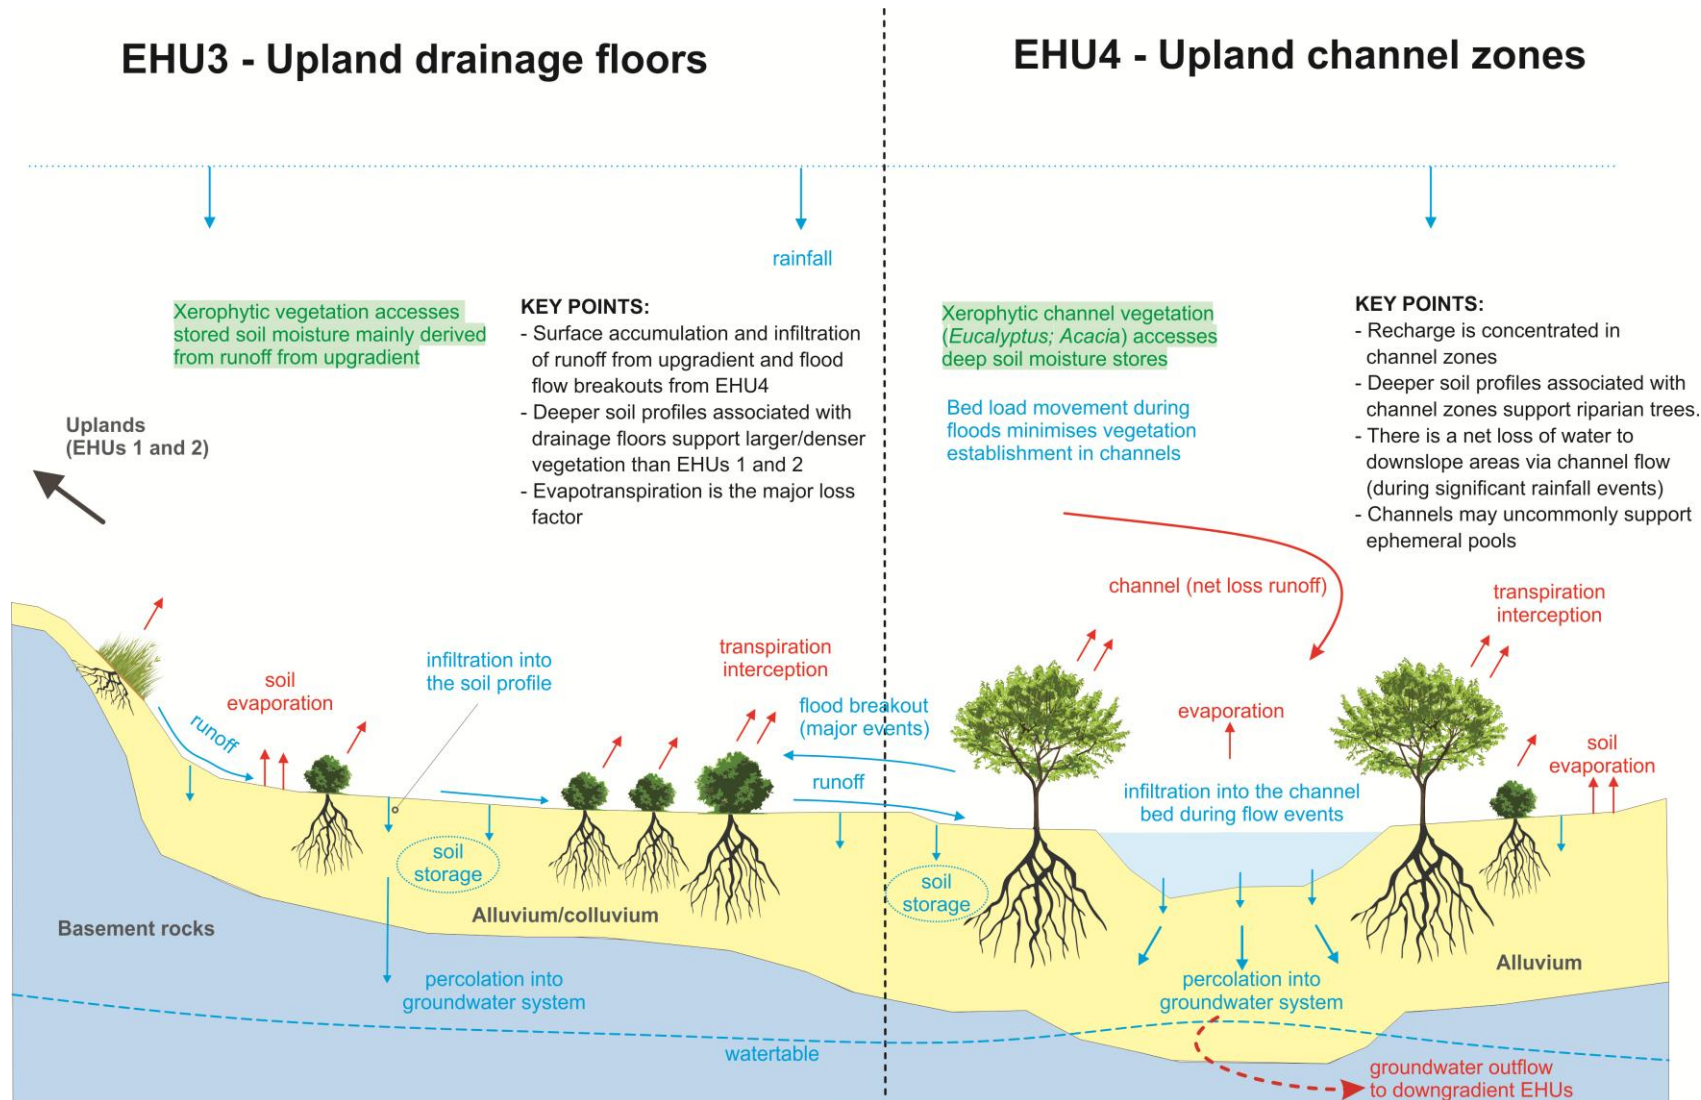 EHU3 - Upland drainage floors
EHU4 - Upland channel zones
rainfall
Xerophytic vegetation accesses
stored soil moisture mainly derived
from runoff from upgradient
KEY POINTS:
- Surface accumulation and infiltration
of runoff from upgradient and flood
flow breakouts from EHU4
- Deeper soil profiles associated with
drainage floors support larger/denser
vegetation than EHUs 1 and 2
- Evapotranspiration is the major loss
factor
Uplands
(EHUs 1 and 2)
Xerophytic channel vegetation
(Eucalyptus; Acacia) accesses
deep soil moisture stores
Bed load movement during
floods minimises vegetation
establishment in channels
KEY POINTS:
- Recharge is concentrated in
channel zones
- Deeper soil profiles associated with
channel zones support riparian trees.
- There is a net loss of water to
downslope areas via channel flow
(during significant rainfall events)
- Channels may uncommonly support
ephemeral pools
runoff
soil
evaporation
infiltration into
the soil profile
transpiration
interception
flood breakout
(major events)
runoff
channel (net loss runoff)
evaporation
transpiration
interception
soil
evaporation
infiltration into the channel
bed during flow events
soil
storage
soil
storage
Alluvium/colluvium
Basement rocks
Alluvium
percolation into
groundwater system
percolation into
groundwater system
watertable
groundwater outflow
to downgradient EHUs